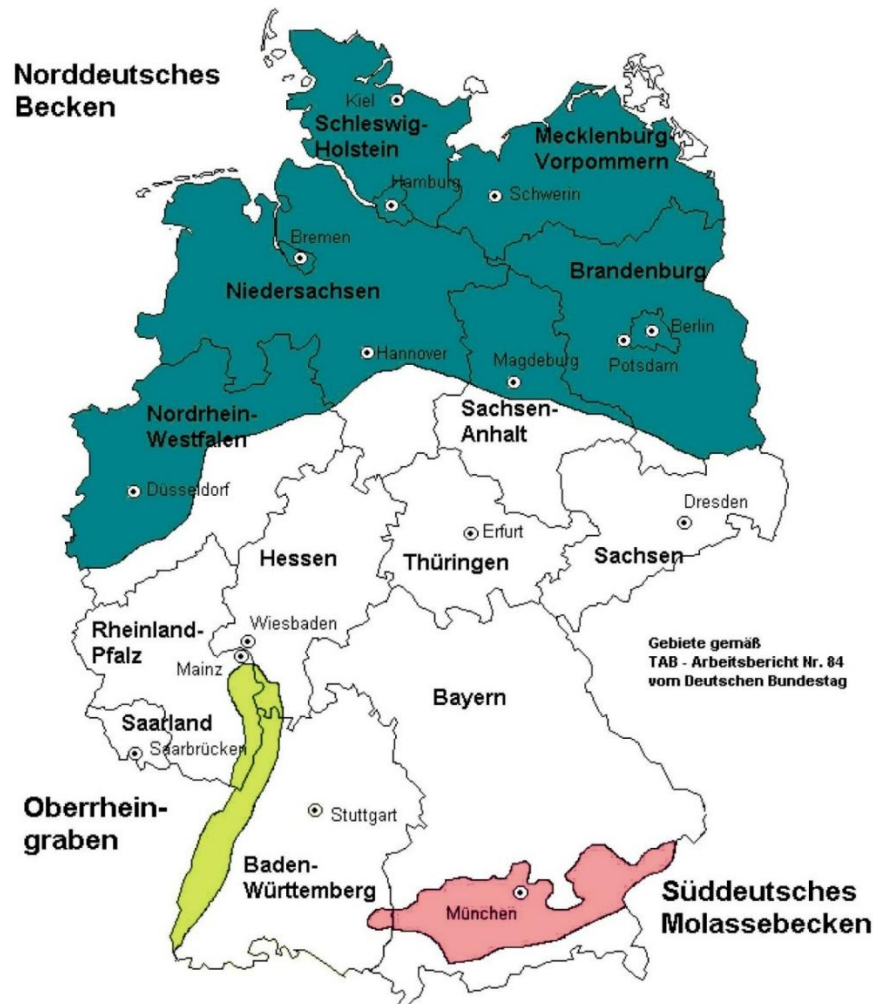 Norddeutsches
Becken
Kiel
Schleswig-
Holstein
Mecklenburg-
Vorpommern
Hamburg
Schwerin
Bremen
Niedersachsen
Brandenburg
Berlin
Potsdam
Hannover
Magdeburg
Nordrhein-
Westfalen
Sachsen-
Anhalt
Düsseldorf
Dresden
Erfurt
Hessen
Thüringen
Sachsen
Wiesbaden
Rheinland-
Pfalz
Mainz
Gebiete gemäß
TAB - Arbeitsbericht Nr. 84
vom Deutschen Bundestag
Bayern
Saarland
Saarbrücken
Oberrhein-
graben
Stuttgart
Baden-
Württemberg
München
Süddeutsches
Molassebecken